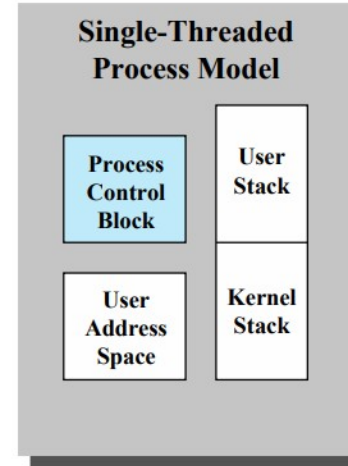 Single-Threaded
Process Model
Process
Control
Block
User
Stack
User
Address
Space
Kernel
Stack